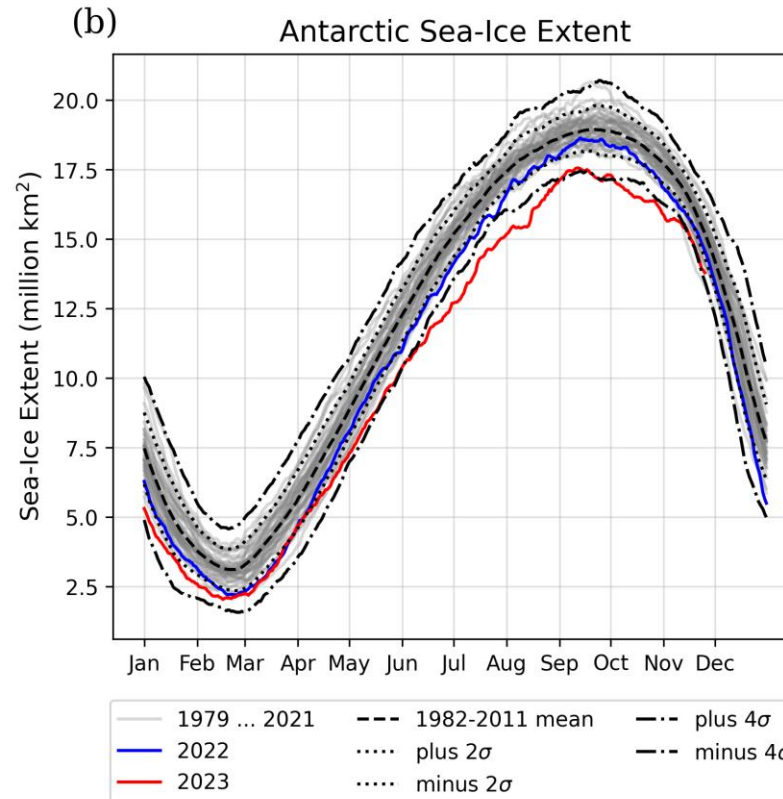 (b)
Antarctic Sea-Ice Extent
Sea-Ice Extent (million km²)
20.0
17.5
15.0
12.5
10.0
7.5
5.0
2.5
Jan Feb Mar Apr May Jun Jul Aug Sep Oct Nov Dec
1979 ... 2021 1982-2011 mean plus 4σ
2022 plus 2σ minus 4σ
2023 minus 2σ